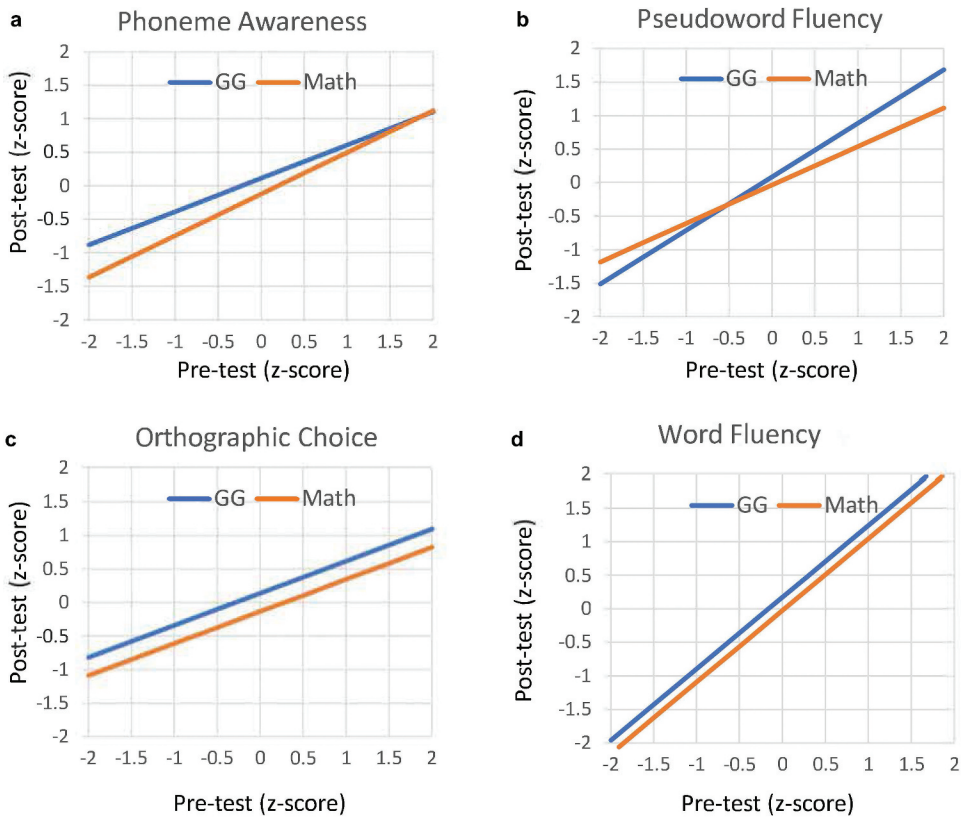 a Phoneme Awareness
2
1.5
1
0.5
0
-0.5
-1
-1.5
-2
GG Math
-2 -1.5 -1 -0.5 0 0.5 1 1.5 2
Post-test (z-score)
Pre-test (z-score)
b Pseudoword Fluency
2
1.5
1
0.5
0
-0.5
-1
-1.5
-2
GG Math
-2 -1.5 -1 -0.5 0 0.5 1 1.5 2
Post-test (z-score)
Pre-test (z-score)
c Orthographic Choice
2
1.5
1
0.5
0
-0.5
-1
-1.5
-2
GG Math
-2 -1.5 -1 -0.5 0 0.5 1 1.5 2
Post-test (z-score)
Pre-test (z-score)
d Word Fluency
2
1.5
1
0.5
0
-0.5
-1
-1.5
-2
GG Math
-2 -1.5 -1 -0.5 0 0.5 1 1.5 2
Post-test (z-score)
Pre-test (z-score)